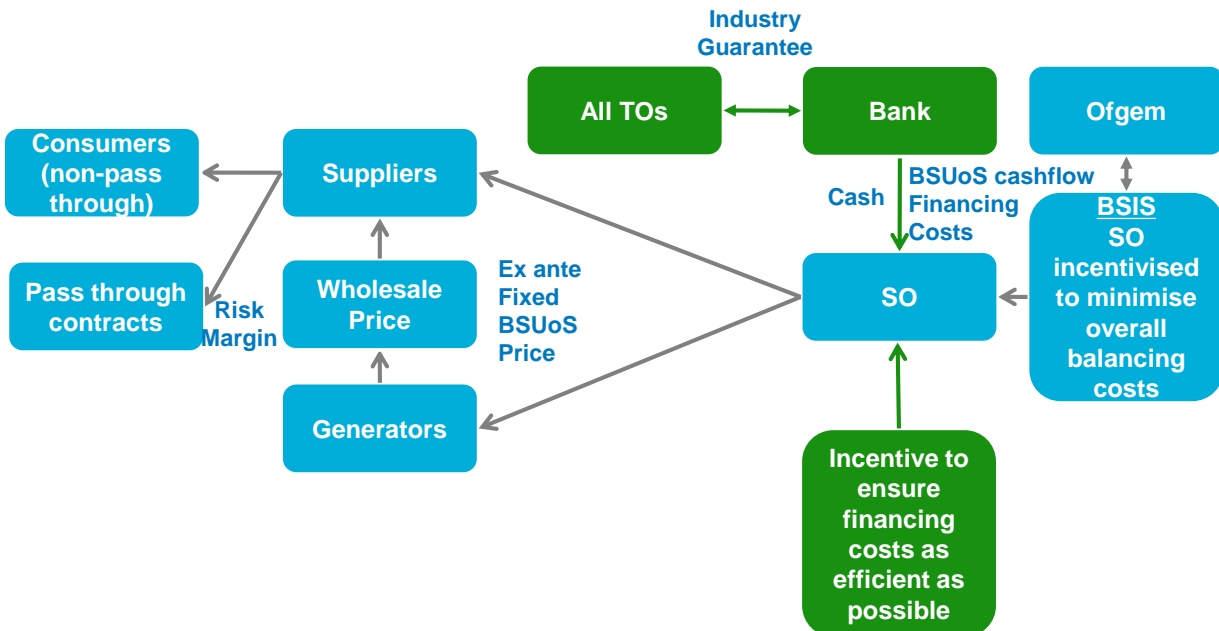 Industry
Guarantee
All TOs
Bank
Ofgem
Consumers
(non-pass
through)
Suppliers
Cash
BSUoS cashflow
Financing
Costs
BSIS
SO
incentivised
to minimise
overall
balancing
costs
Pass through
contracts
Risk
Margin
Wholesale
Price
Ex ante
Fixed
BSUoS
Price
SO
Generators
Incentive to
ensure
financing
costs as
efficient as
possible